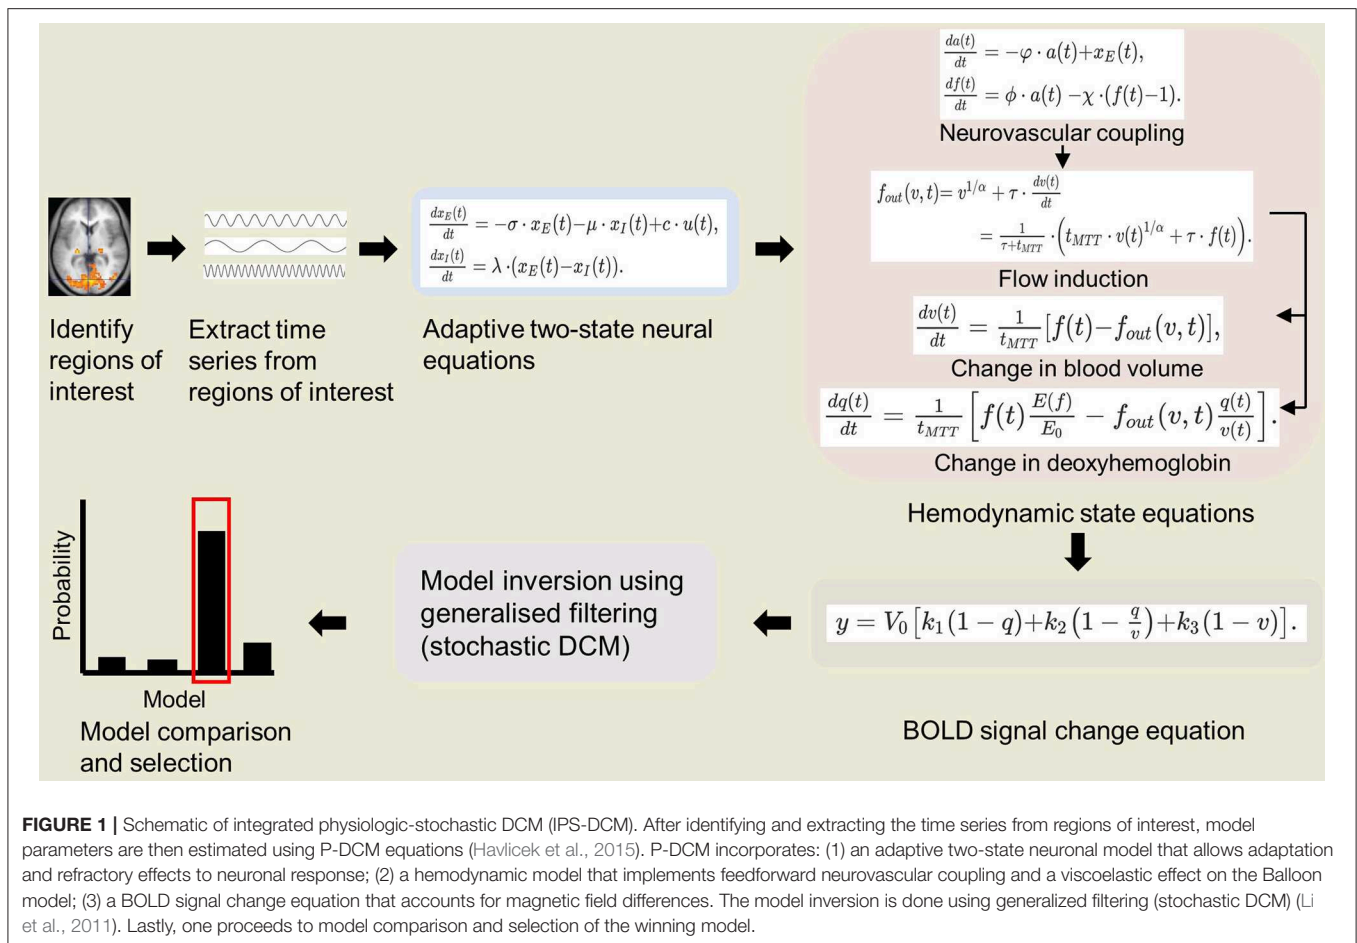 da(t)/dt = −φ · a(t)+x_E(t),
df(t)/dt = ϕ · a(t) −χ ·(f(t)−1).
Neurovascular coupling
f_out(v,t)= v^{1/α} + τ · dv(t)/dt
= 1/(τ+t_MTT) ·(t_MTT · v(t)^{1/α} + τ · f(t)).
Flow induction
dv(t)/dt = 1/t_MTT [f(t)−f_out(v,t)],
Change in blood volume
dq(t)/dt = 1/t_MTT [f(t) E(f)/E_0 − f_out(v,t) q(t)/v(t)].
Change in deoxyhemoglobin
Hemodynamic state equations
dx_E(t)/dt = −σ · x_E(t)−μ · x_I(t)+c · u(t),
dx_I(t)/dt = λ ·(x_E(t)−x_I(t)).
Identify
regions of
interest
Extract time
series from
regions of interest
Adaptive two-state neural
equations
y = V_0[k_1(1 − q)+k_2(1 − q/v)+k_3(1 − v)].
BOLD signal change equation
Model inversion using
generalised filtering
(stochastic DCM)
Probability
Model
Model comparison
and selection
FIGURE 1 | Schematic of integrated physiologic-stochastic DCM (IPS-DCM). After identifying and extracting the time series from regions of interest, model
parameters are then estimated using P-DCM equations (Havlicek et al., 2015). P-DCM incorporates: (1) an adaptive two-state neuronal model that allows adaptation
and refractory effects to neuronal response; (2) a hemodynamic model that implements feedforward neurovascular coupling and a viscoelastic effect on the Balloon
model; (3) a BOLD signal change equation that accounts for magnetic field differences. The model inversion is done using generalized filtering (stochastic DCM) (Li
et al., 2011). Lastly, one proceeds to model comparison and selection of the winning model.